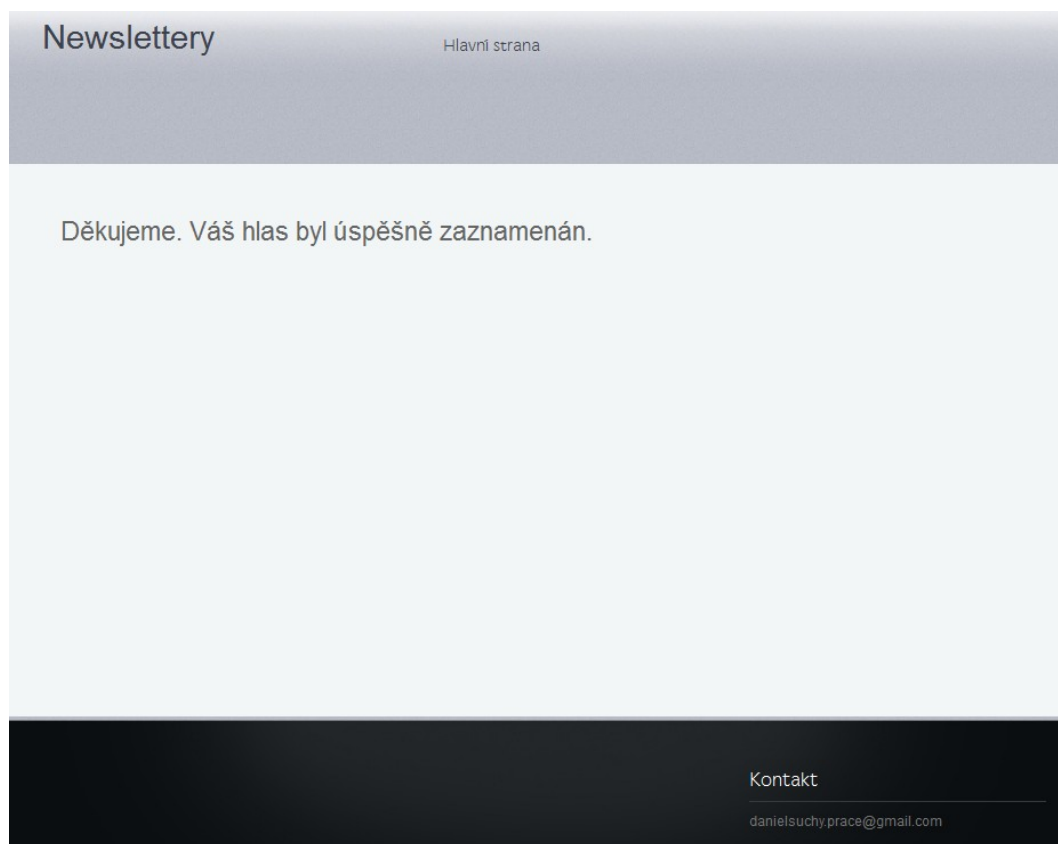 Newslettery
Hlavní strana
Děkujeme. Váš hlas byl úspěšně zaznamenán.
Kontakt
danielsuchy.prace@gmail.com